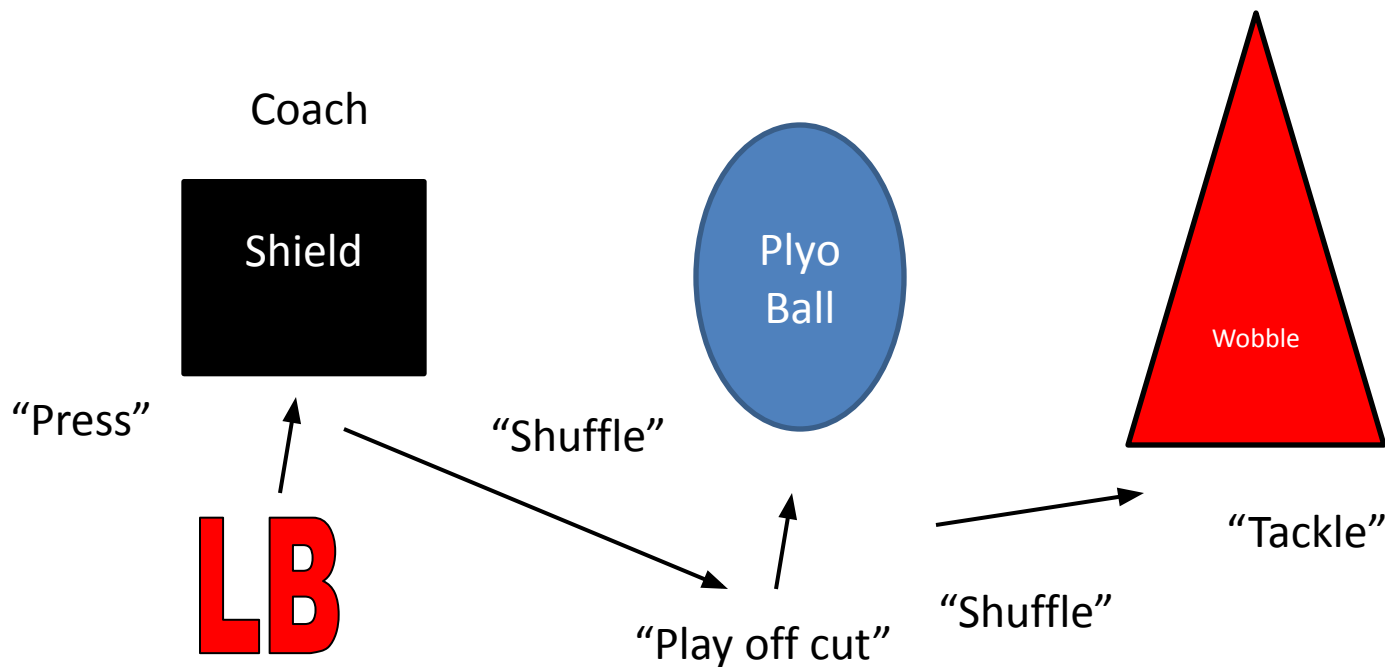 Coach
Shield
Plyo
Ball
Wobble
“Press”
“Shuffle”
LB
“Play off cut”
“Shuffle”
“Tackle”